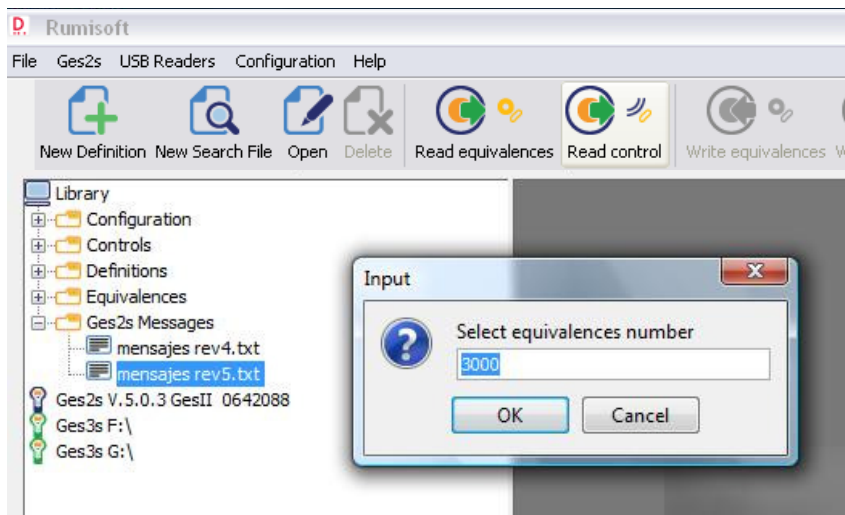 Rumisoft
File Ges2s USB Readers Configuration Help
New Definition New Search File Open Delete Read equivalences Read control Write equivalences
Library
Configuration
Controls
Definitions
Equivalences
Ges2s Messages
mensajes rev4.txt
mensajes rev5.txt
Ges2s V.5.0.3 GesII 0642088
Ges3s F:\
Ges3s G:\
Input
Select equivalences number
3000
OK Cancel